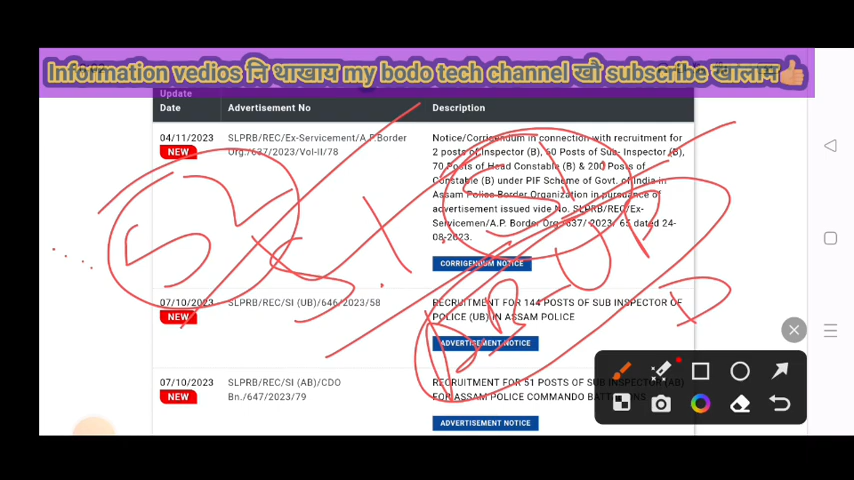 Information vedios नि थाखाय my bodo tech channel खौ subscribe खालाम👍
Update
Date Advertisement No Description
04/11/2023 SLPRB/REC/Ex-Servicement/A.P.Border Notice/Corrigendum in connection with recruitment for
NEW Org./637/2023/Vol-II/78 2 posts of Inspector (B), 60 Posts of Sub- Inspector (B),
70 Posts of Head Constable (B) & 200 Posts of
Constable (B) under PIF Scheme of Govt. of India in
Assam Police Border Organization in pursuance of
advertisement issued vide No. SLPRB/REC/Ex-
Servicemen/A.P. Border Org./637/ 2023/ 65 dated 24-
08-2023.
CORRIGENDUM NOTICE
07/10/2023 SLPRB/REC/SI (UB)/646/2023/58 RECRUITMENT FOR 144 POSTS OF SUB INSPECTOR OF
NEW POLICE (UB) IN ASSAM POLICE
ADVERTISEMENT NOTICE
07/10/2023 SLPRB/REC/SI (AB)/CDO RECRUITMENT FOR 51 POSTS OF SUB INSPECTOR (AB)
NEW Bn./647/2023/79 FOR ASSAM POLICE COMMANDO BATTALIONS
ADVERTISEMENT NOTICE